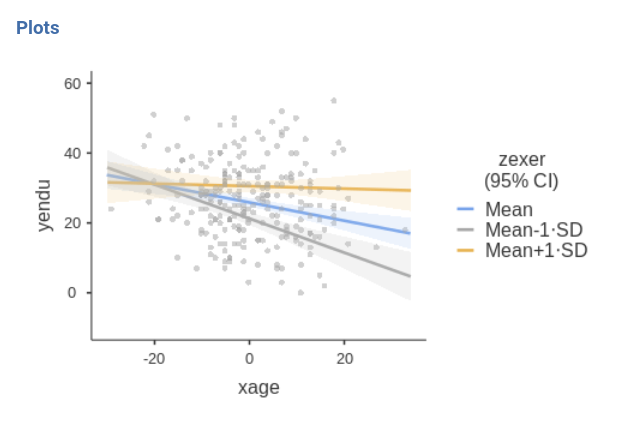 Plots
60
40
20
0
yendu
-20 0 20
xage
zexer
(95% CI)
Mean
Mean-1·SD
Mean+1·SD